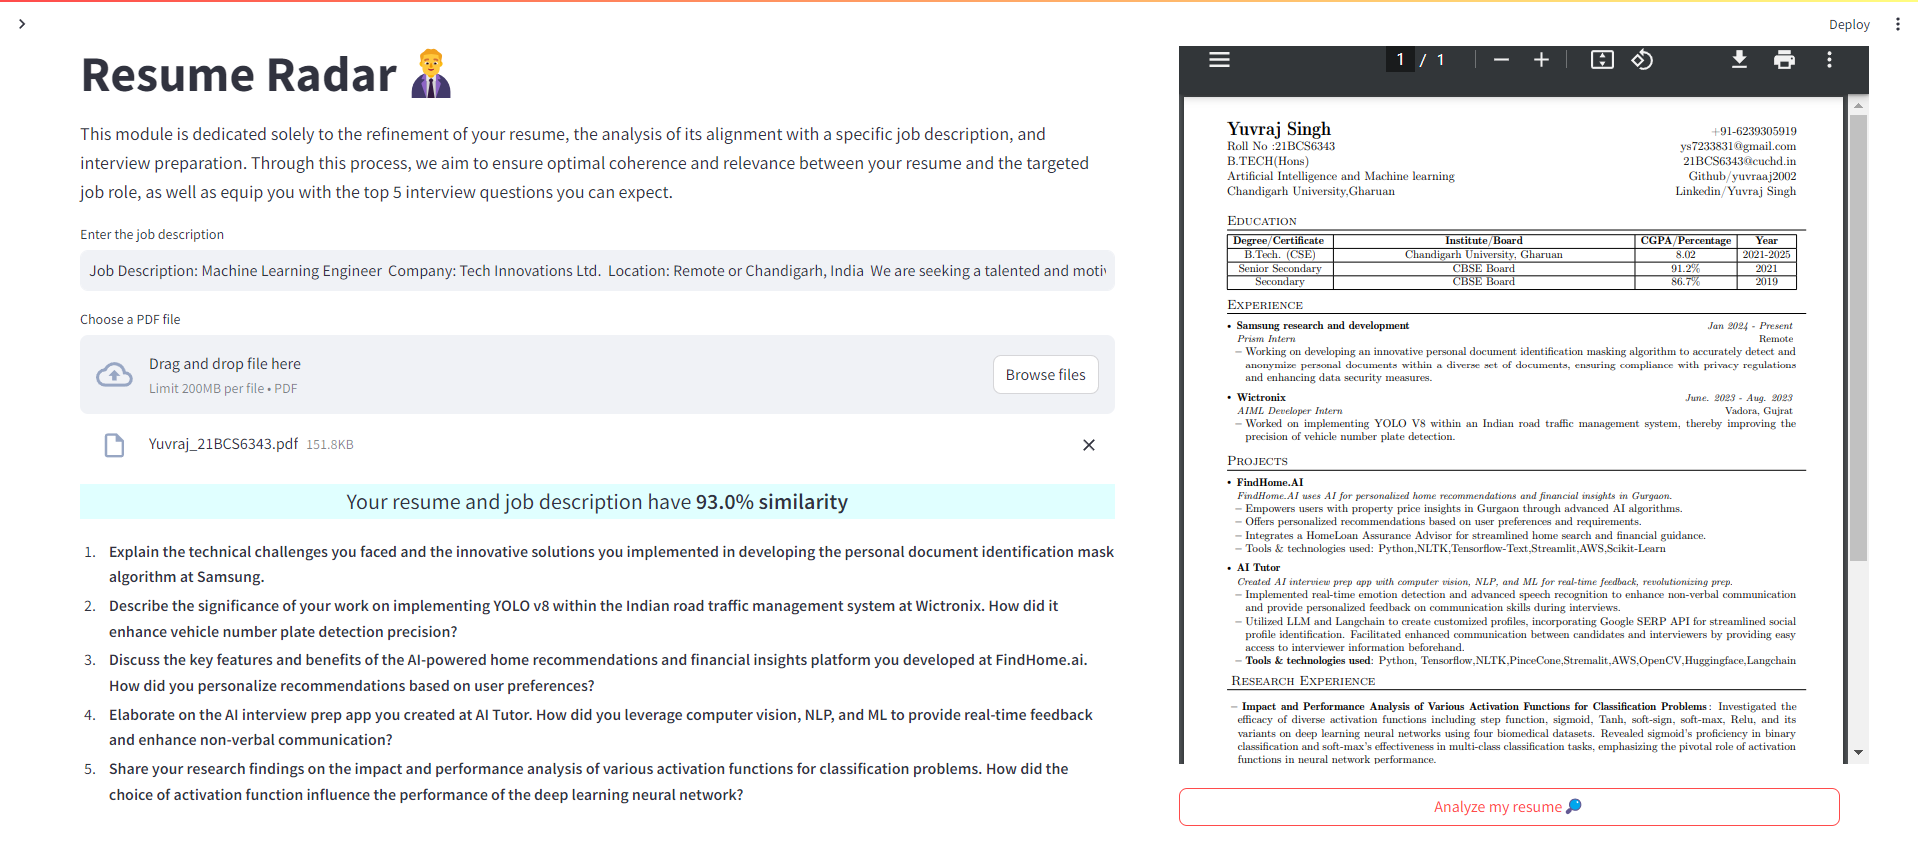 Deploy
Resume Radar
This module is dedicated solely to the refinement of your resume, the analysis of its alignment with a specific job description, and
interview preparation. Through this process, we aim to ensure optimal coherence and relevance between your resume and the targeted
job role, as well as equip you with the top 5 interview questions you can expect.
Enter the job description
Job Description: Machine Learning Engineer Company: Tech Innovations Ltd. Location: Remote or Chandigarh, India We are seeking a talented and moti
Choose a PDF file
Drag and drop file here
Limit 200MB per file • PDF
Browse files
Yuvraj_21BCS6343.pdf 151.8KB
Your resume and job description have 93.0% similarity
1. Explain the technical challenges you faced and the innovative solutions you implemented in developing the personal document identification mask
algorithm at Samsung.
2. Describe the significance of your work on implementing YOLO v8 within the Indian road traffic management system at Wictronix. How did it
enhance vehicle number plate detection precision?
3. Discuss the key features and benefits of the AI-powered home recommendations and financial insights platform you developed at FindHome.ai.
How did you personalize recommendations based on user preferences?
4. Elaborate on the AI interview prep app you created at AI Tutor. How did you leverage computer vision, NLP, and ML to provide real-time feedback
and enhance non-verbal communication?
5. Share your research findings on the impact and performance analysis of various activation functions for classification problems. How did the
choice of activation function influence the performance of the deep learning neural network?
1 / 1
Yuvraj Singh +91-6239305919
Roll No :21BCS6343 ys7233831@gmail.com
B.TECH(Hons) 21BCS6343@cuchd.in
Artificial Intelligence and Machine learning Github/yuvraaj2002
Chandigarh University,Gharuan Linkedin/Yuvraj Singh
EDUCATION
Degree/Certificate Institute/Board CGPA/Percentage Year
B.Tech. (CSE) Chandigarh University, Gharuan 8.02 2021-2025
Senior Secondary CBSE Board 91.2% 2021
Secondary CBSE Board 86.7% 2019
EXPERIENCE
• Samsung research and development Jan 2024 - Present
Prism Intern Remote
– Working on developing an innovative personal document identification masking algorithm to accurately detect and
anonymize personal documents within a diverse set of documents, ensuring compliance with privacy regulations
and enhancing data security measures.
• Wictronix June. 2023 - Aug. 2023
AIML Developer Intern Vadora, Gujrat
– Worked on implementing YOLO V8 within an Indian road traffic management system, thereby improving the
precision of vehicle number plate detection.
PROJECTS
• FindHome.AI
FindHome.AI uses AI for personalized home recommendations and financial insights in Gurgaon.
– Empowers users with property price insights in Gurgaon through advanced AI algorithms.
– Offers personalized recommendations based on user preferences and requirements.
– Integrates a HomeLoan Assurance Advisor for streamlined home search and financial guidance.
– Tools & technologies used: Python,NLTK,Tensorflow-Text,Streamlit,AWS,Scikit-Learn
• AI Tutor
Created AI interview prep app with computer vision, NLP, and ML for real-time feedback, revolutionizing prep.
– Implemented real-time emotion detection and advanced speech recognition to enhance non-verbal communication
and provide personalized feedback on communication skills during interviews.
– Utilized LLM and Langchain to create customized profiles, incorporating Google SERP API for streamlined social
profile identification. Facilitated enhanced communication between candidates and interviewers by providing easy
access to interviewer information beforehand.
– Tools & technologies used: Python, Tensorflow,NLTK,PinceCone,Stremalit,AWS,OpenCV,Huggingface,Langchain
RESEARCH EXPERIENCE
– Impact and Performance Analysis of Various Activation Functions for Classification Problems: Investigated the
efficacy of diverse activation functions including step function, sigmoid, Tanh, soft-sign, soft-max, Relu, and its
variants on deep learning neural networks using four biomedical datasets. Revealed sigmoid's proficiency in binary
classification and soft-max's effectiveness in multi-class classification tasks, emphasizing the pivotal role of activation
functions in neural network performance.
Analyze my resume